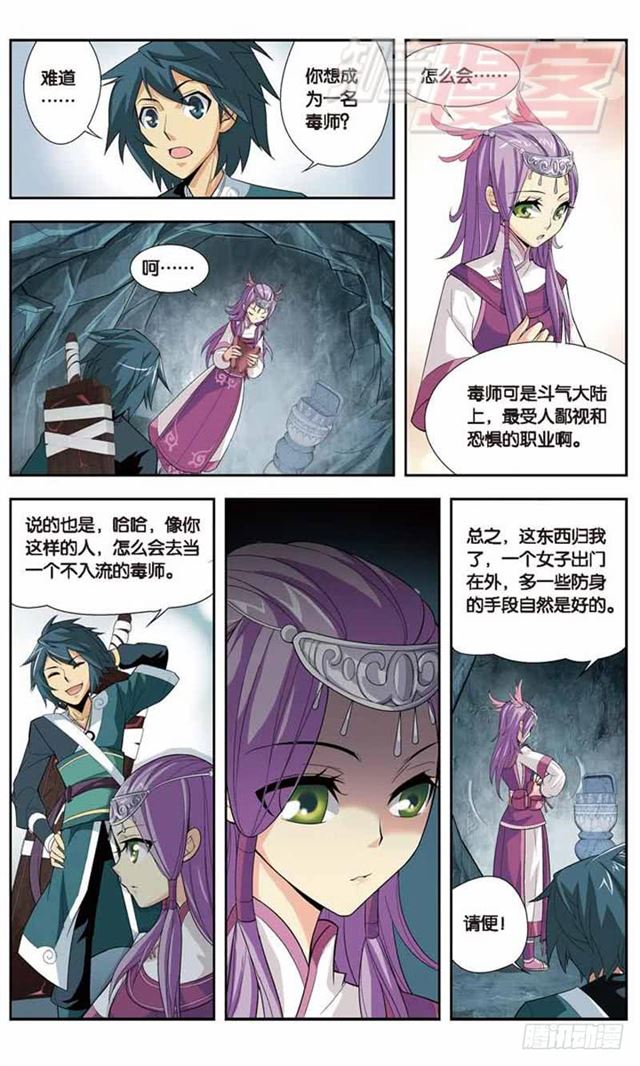 难道
……
你想成
为一名
毒师？
知音漫客
怎么会……
呵……
毒师可是斗气大陆
上，最受人鄙视和
恐惧的职业啊。
说的也是，哈哈，像你
这样的人，怎么会去当
一个不入流的毒师。
总之，这东西归我
了，一个女子出门
在外，多一些防身
的手段自然是好的。
请便！
腾讯动漫